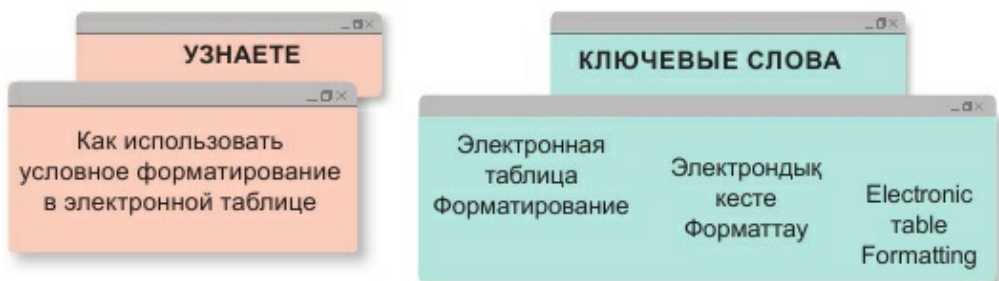 УЗНАЕТЕ
Как использовать
условное форматирование
в электронной таблице
КЛЮЧЕВЫЕ СЛОВА
Электронная
таблица
Форматирование
Электрондық
кесте
Форматтау
Electronic
table
Formatting